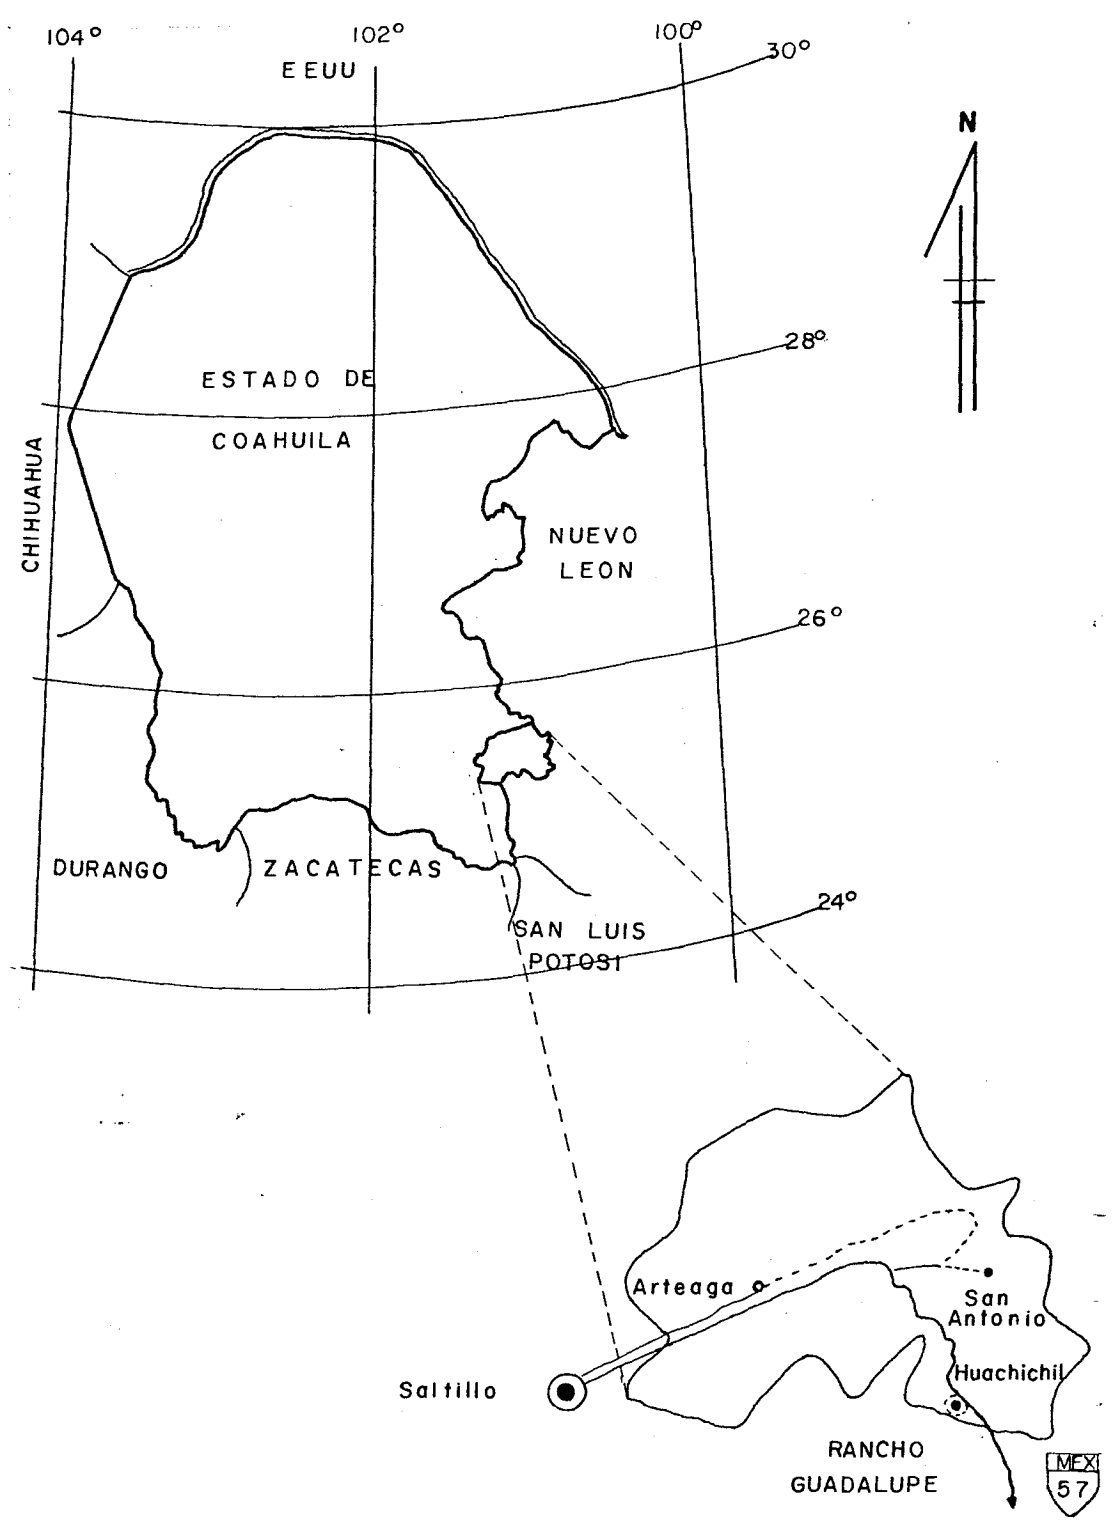 104° 102° 100°
30°
EEUU
N
28°
ESTADO DE
COAHUILA
CHIHUAHUA
NUEVO
LEON
26°
DURANGO
ZACATECAS
24°
SAN LUIS
POTOSI
Arteaga
San
Antonio
Huachichil
Saltillo
RANCHO
GUADALUPE
MEX
57